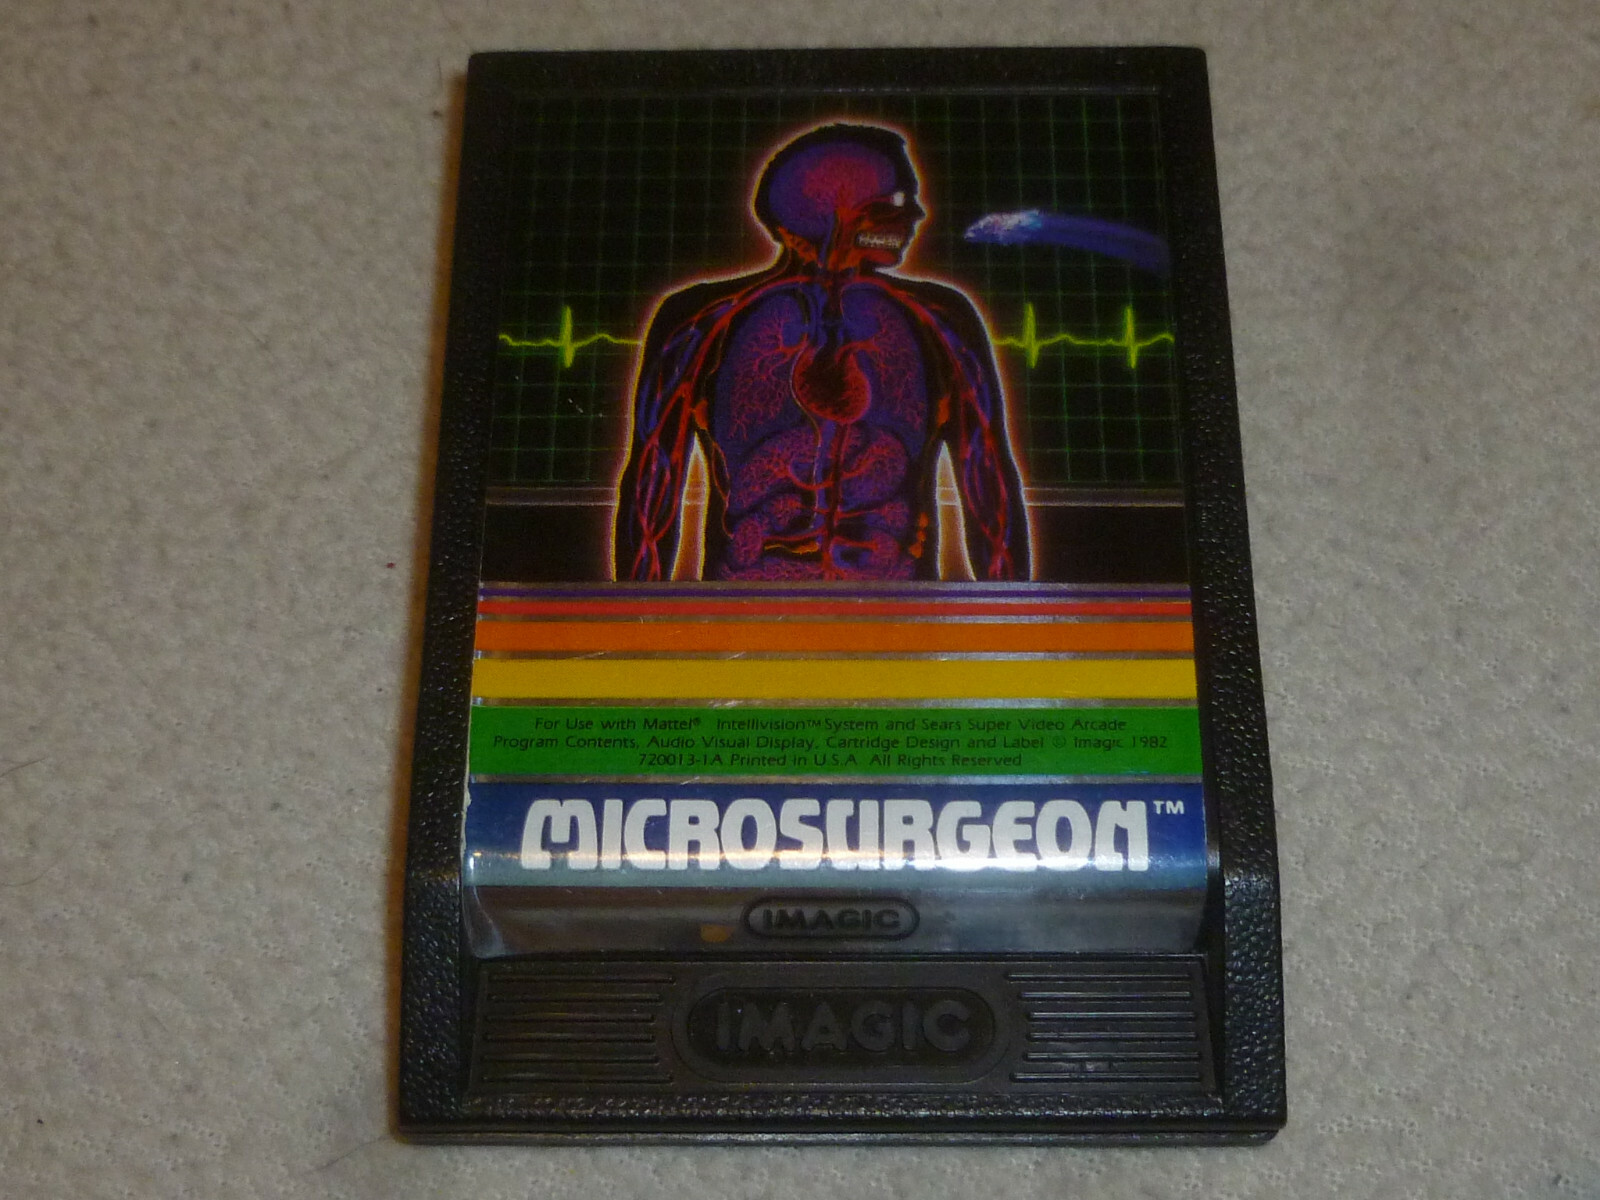 For Use with Mattel® Intellivision™ System and Sears Super Video Arcade
Program Contents, Audio Visual Display, Cartridge Design and Label © Imagic 1982
720013-1A Printed in U.S.A All Rights Reserved
MICROSURGEON™
IMAGIC
IMAGIC